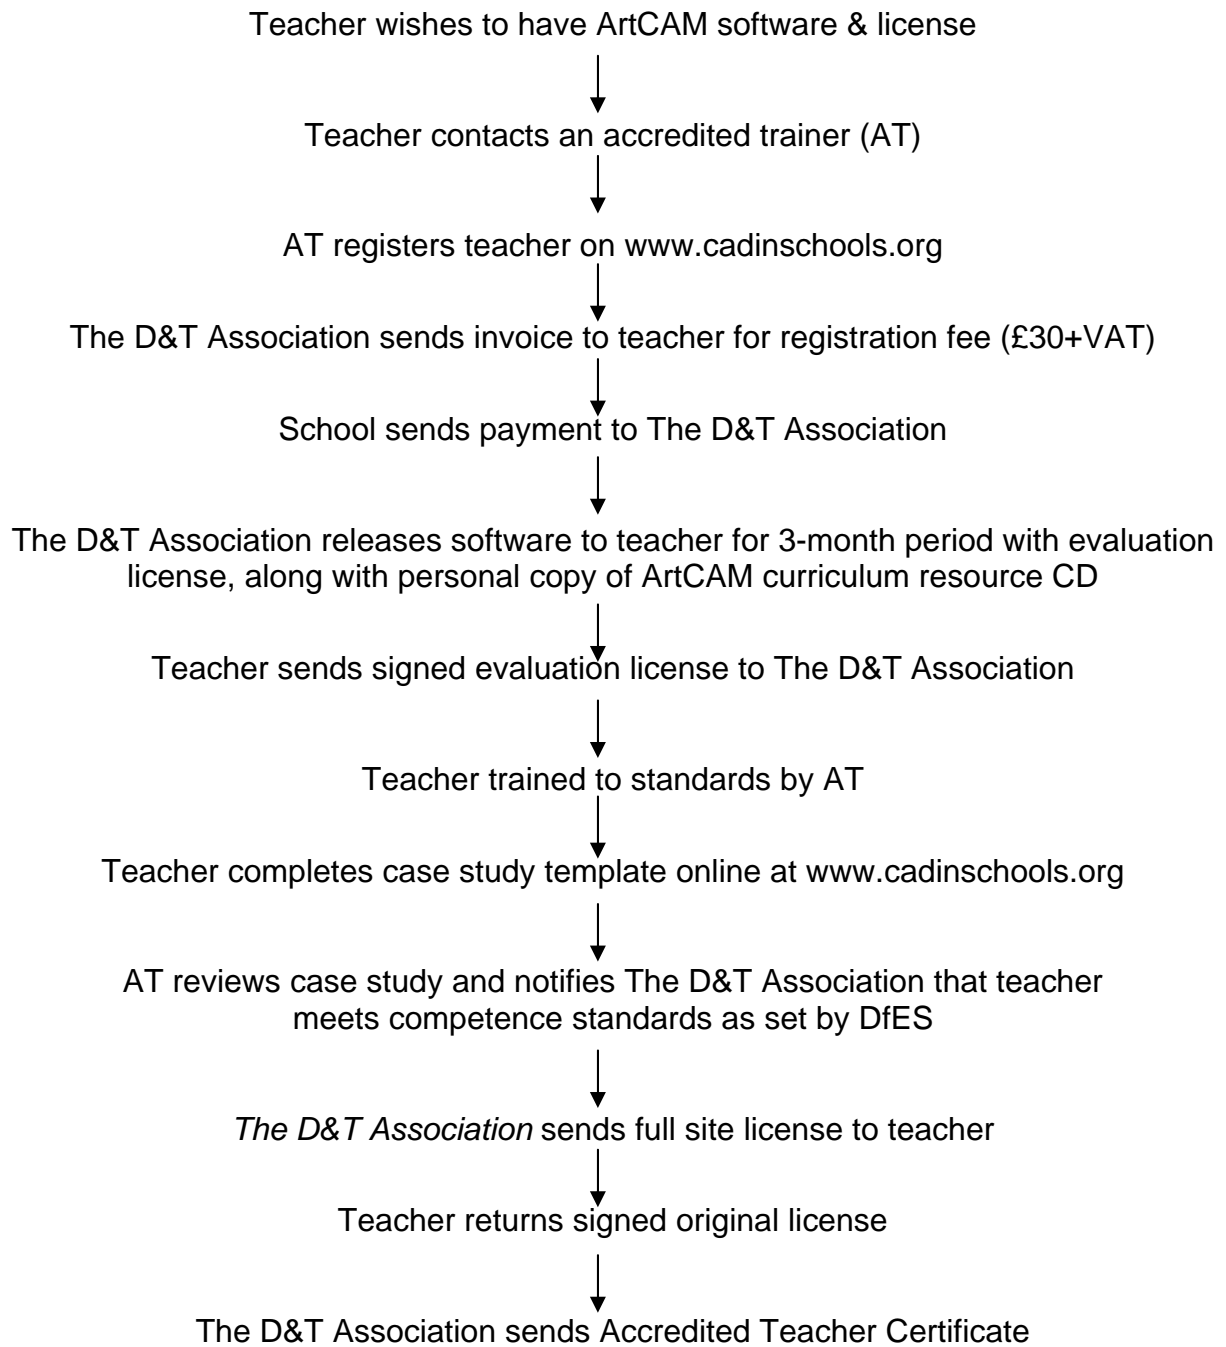 Teacher wishes to have ArtCAM software & license
Teacher contacts an accredited trainer (AT)
AT registers teacher on www.cadinschools.org
The D&T Association sends invoice to teacher for registration fee (£30+VAT)
School sends payment to The D&T Association
The D&T Association releases software to teacher for 3-month period with evaluation
license, along with personal copy of ArtCAM curriculum resource CD
Teacher sends signed evaluation license to The D&T Association
Teacher trained to standards by AT
Teacher completes case study template online at www.cadinschools.org
AT reviews case study and notifies The D&T Association that teacher
meets competence standards as set by DfES
The D&T Association sends full site license to teacher
Teacher returns signed original license
The D&T Association sends Accredited Teacher Certificate